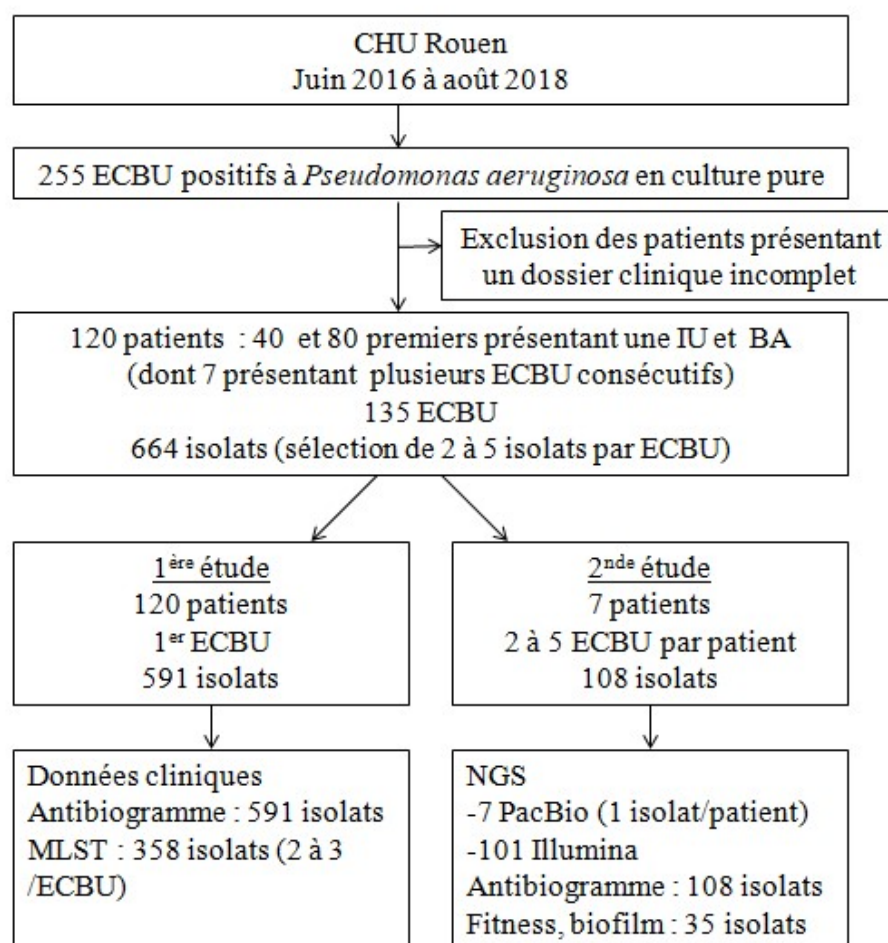 CHU Rouen
Juin 2016 à août 2018
255 ECBU positifs à Pseudomonas aeruginosa en culture pure
Exclusion des patients présentant
un dossier clinique incomplet
120 patients : 40 et 80 premiers présentant une IU et BA
(dont 7 présentant plusieurs ECBU consécutifs)
135 ECBU
664 isolats (sélection de 2 à 5 isolats par ECBU)
1ère étude
120 patients
1er ECBU
591 isolats
2nde étude
7 patients
2 à 5 ECBU par patient
108 isolats
Données cliniques
Antibiogramme : 591 isolats
MLST : 358 isolats (2 à 3
/ECBU)
NGS
-7 PacBio (1 isolat/patient)
-101 Illumina
Antibiogramme : 108 isolats
Fitness, biofilm : 35 isolats